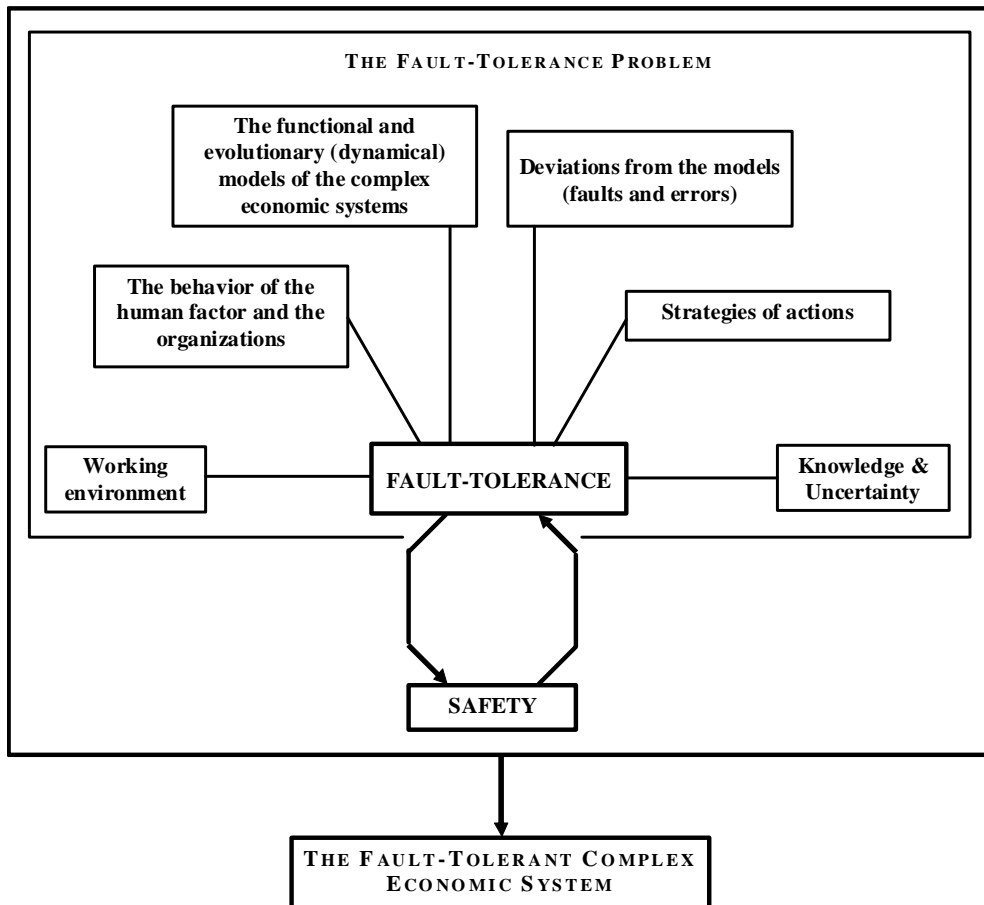 THE FAULT-TOLERANCE PROBLEM
The functional and
evolutionary (dynamical)
models of the complex
economic systems
Deviations from the models
(faults and errors)
The behavior of the
human factor and the
organizations
Strategies of actions
Working
environment
FAULT-TOLERANCE
Knowledge &
Uncertainty
SAFETY
THE FAULT-TOLERANT COMPLEX
ECONOMIC SYSTEM